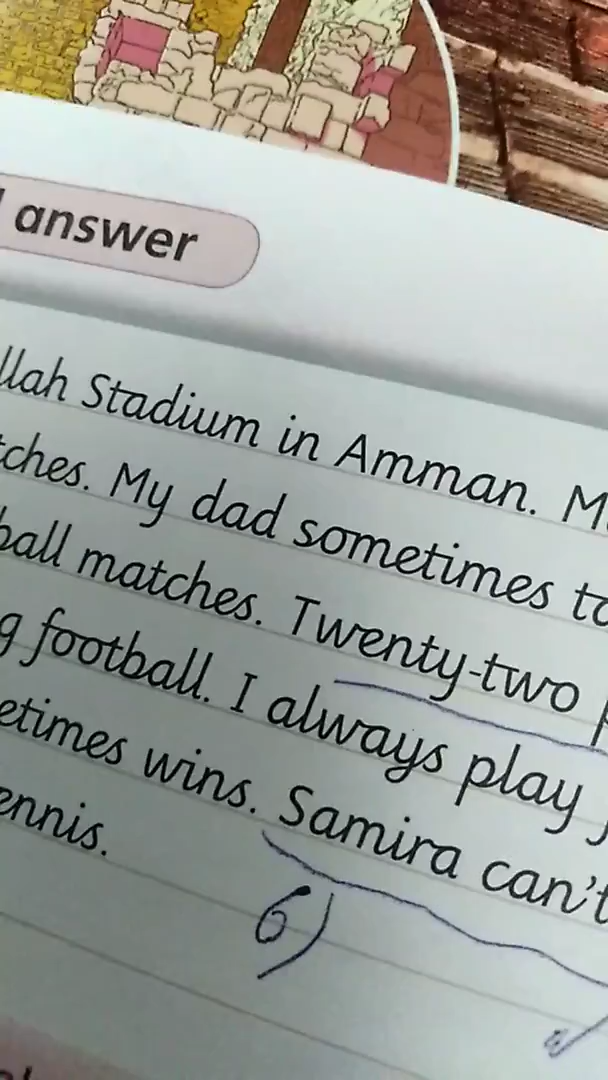 answer
llah Stadium in Amman. M
tches. My dad sometimes to
ball matches. Twenty-two
g football. I always play
etimes wins. Samira can't
ennis.
6)